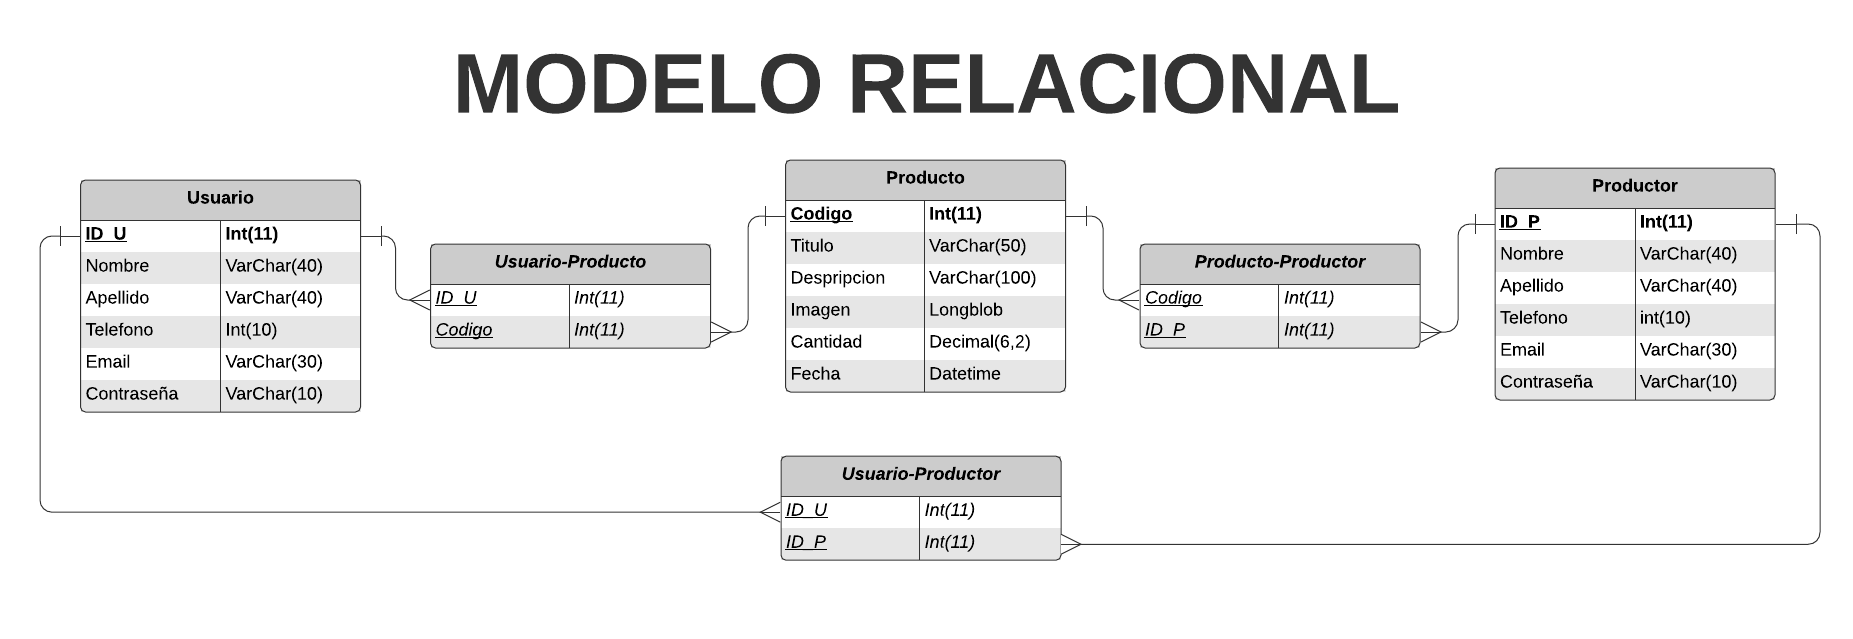 MODELO RELACIONAL
Usuario
ID_U Int(11)
Nombre VarChar(40)
Apellido VarChar(40)
Telefono Int(10)
Email VarChar(30)
Contraseña VarChar(10)
Usuario-Producto
ID_U Int(11)
Codigo Int(11)
Producto
Codigo Int(11)
Titulo VarChar(50)
Despripcion VarChar(100)
Imagen Longblob
Cantidad Decimal(6,2)
Fecha Datetime
Producto-Productor
Codigo Int(11)
ID_P Int(11)
Productor
ID_P Int(11)
Nombre VarChar(40)
Apellido VarChar(40)
Telefono int(10)
Email VarChar(30)
Contraseña VarChar(10)
Usuario-Productor
ID_U Int(11)
ID_P Int(11)